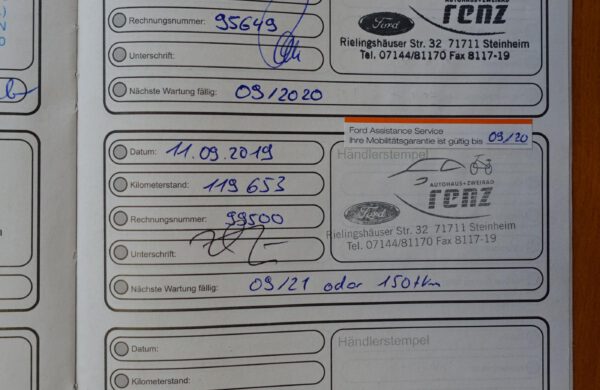 Rechnungsnummer: 95649
Unterschrift:
Ford
AUTOHAUS+ZWEIRAD
renz
Rielingshäuser Str. 32 71711 Steinheim
Tel. 07144/81170 Fax 8117-19
Nächste Wartung fällig: 09/2020
Ford Assistance Service
Ihre Mobilitätsgarantie ist gültig bis 09/20
Datum: 11.09.2019
Händlerstempel
Kilometerstand: 119 653
AUTOHAUS+ZWEIRAD
renz
Rechnungsnummer: 99500
Ford
Rielingshäuser Str. 32 71711 Steinheim
Tel. 07144/81170 Fax 8117-19
Unterschrift:
Nächste Wartung fällig: 09/21 oder 150tkm
Datum:
Händlerstempel
Kilometerstand: